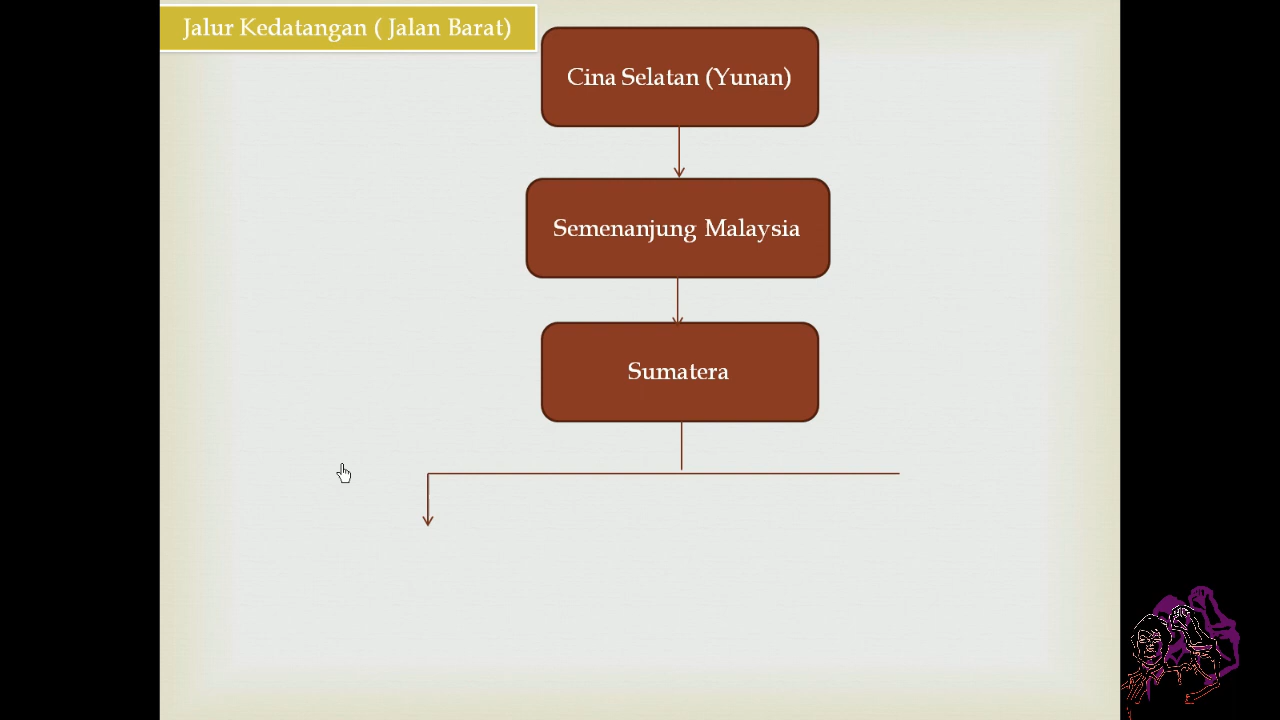 Jalur Kedatangan ( Jalan Barat)
Cina Selatan (Yunan)
Semenanjung Malaysia
Sumatera